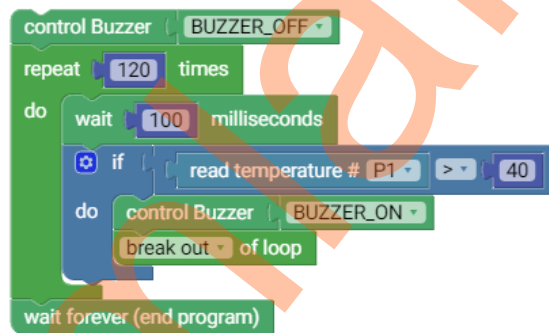 control Buzzer BUZZER_OFF
repeat 120 times
do wait 100 milliseconds
if read temperature # P1 > 40
do control Buzzer BUZZER_ON
break out of loop
wait forever (end program)